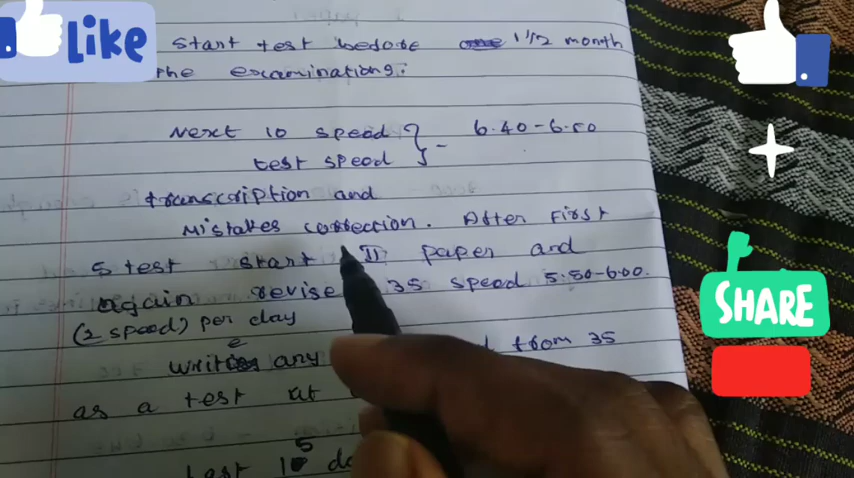 Like
start test before 1 1/2 month
the examinations:
Next 10 speed } - 6.40-6.50
test speed
transcription and
Mistakes correction. After First
5 test start II paper and
again revise 35 speed 5:50-6.00.
(2 speed) per day
write any from 35
as a test at
Last 15
SHARE